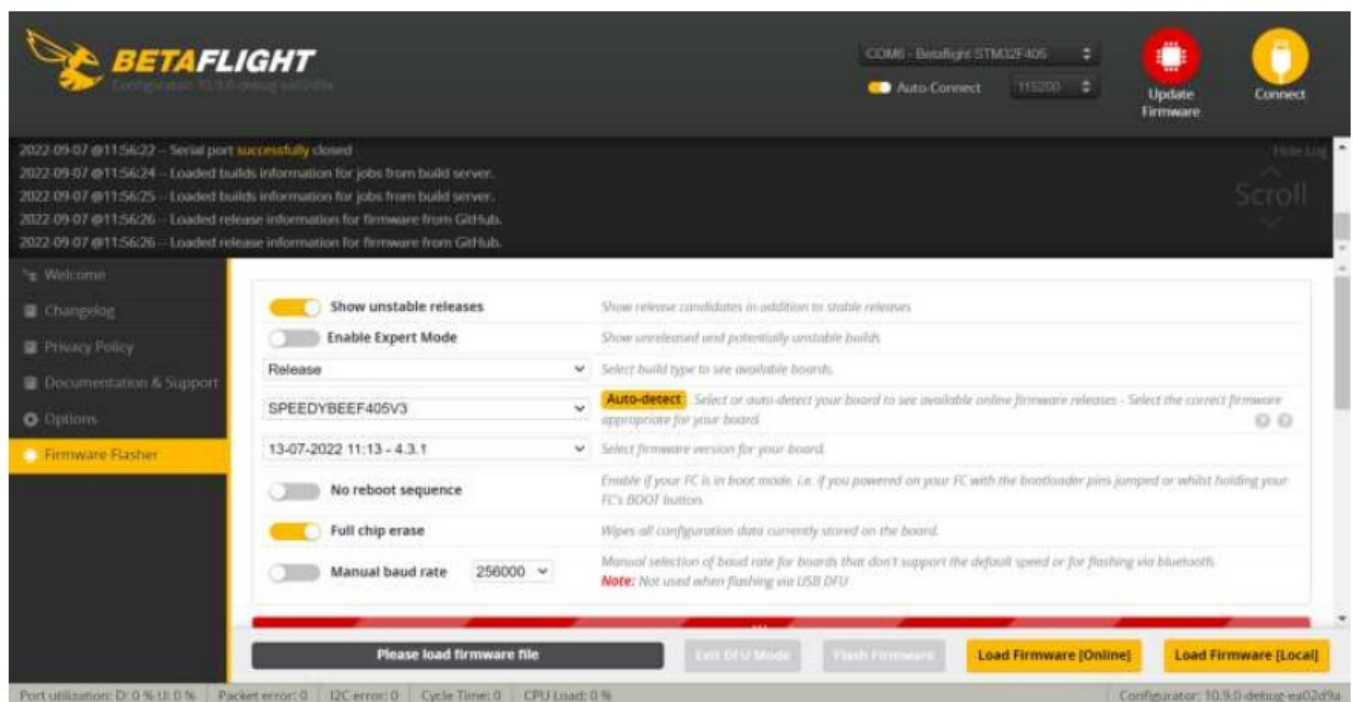 BETAFLIGHT
Configurator 10.9.0-debug-ea02d9a
COM6 - Betaflight STM32F405
Auto-Connect
115200
Update
Firmware
Connect
2022-09-07 @11:56:22 -- Serial port successfully closed
Hide Log
2022-09-07 @11:56:24 -- Loaded builds information for jobs from build server.
2022-09-07 @11:56:25 -- Loaded builds information for jobs from build server.
Scroll
2022-09-07 @11:56:26 -- Loaded release information for firmware from GitHub.
2022-09-07 @11:56:26 -- Loaded release information for firmware from GitHub.
Welcome
Changelog
Privacy Policy
Documentation & Support
Options
Firmware Flasher
Show unstable releases
Show release candidates in addition to stable releases
Enable Expert Mode
Show unreleased and potentially unstable builds
Release
Select build type to see available boards.
SPEEDYBEEF405V3
Auto-detect Select or auto-detect your board to see available online firmware releases - Select the correct firmware
appropriate for your board.
13-07-2022 11:13 - 4.3.1
Select firmware version for your board.
No reboot sequence
Enable if your FC is in boot mode. i.e. if you powered on your FC with the bootloader pins jumped or whilst holding your
FC's BOOT button.
Full chip erase
Wipes all configuration data currently stored on the board.
Manual baud rate 256000
Manual selection of baud rate for boards that don't support the default speed or for flashing via bluetooth.
Note: Not used when flashing via USB DFU
Please load firmware file
Exit DFU Mode
Flash Firmware
Load Firmware [Online]
Load Firmware [Local]
Port utilization: D: 0 % U: 0 %
Packet error: 0
I2C error: 0
Cycle Time: 0
CPU Load: 0 %
Configurator: 10.9.0-debug-ea02d9a